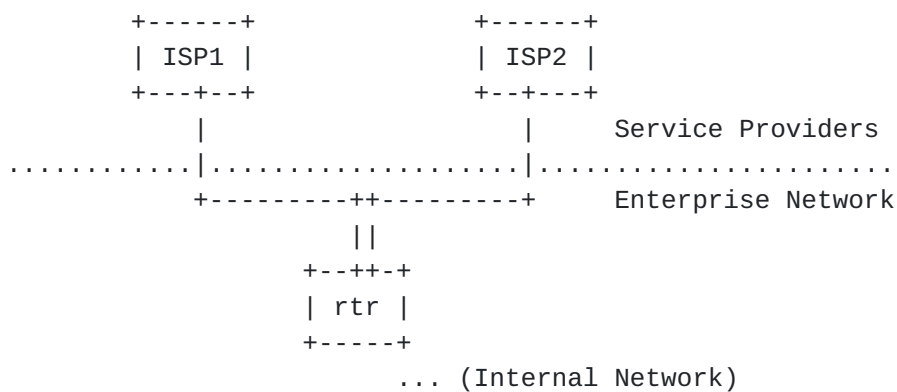 +------+ +------+
| ISP1 | | ISP2 |
+---+--+ +--+---+
| | Service Providers
............|.....................|.......................
+---------++---------+ Enterprise Network
||
+--++-+
| rtr |
+-----+
... (Internal Network)